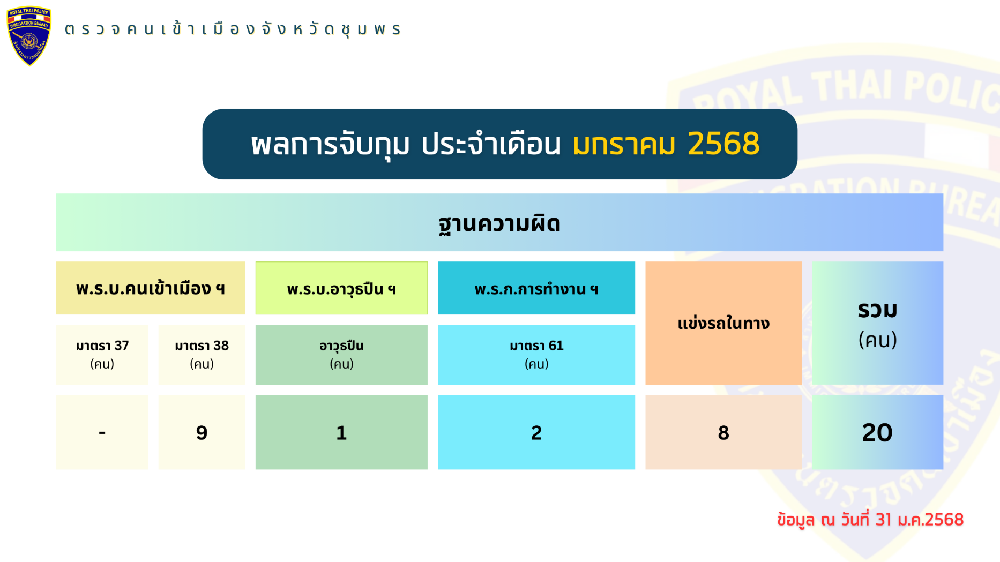 ROYAL THAI POLICE
IMMIGRATION BUREAU
ตรวจคนเข้าเมืองจังหวัดชุมพร
ผลการจับกุม ประจำเดือน มกราคม 2568
ฐานความผิด
พ.ร.บ.คนเข้าเมือง ฯ
พ.ร.บ.อาวุธปืน ฯ
พ.ร.ก.การทำงาน ฯ
แข่งรถในทาง
รวม
(คน)
มาตรา 37
(คน)
มาตรา 38
(คน)
อาวุธปืน
(คน)
มาตรา 61
(คน)
-
9
1
2
8
20
ข้อมูล ณ วันที่ 31 ม.ค.2568